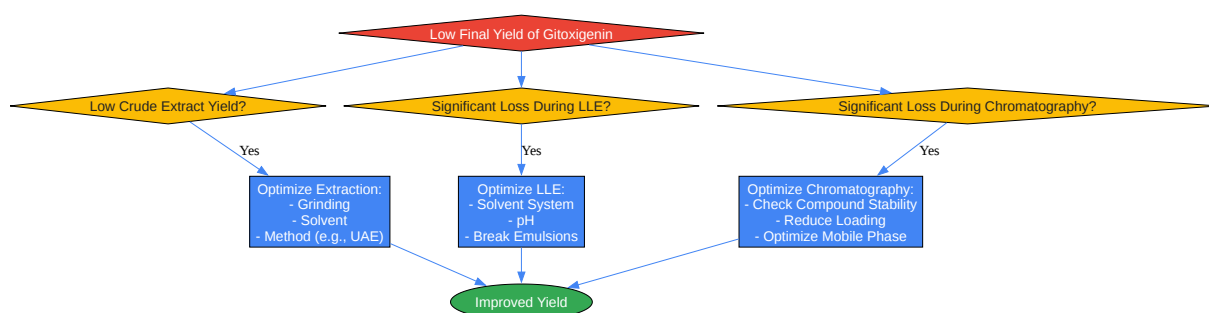 Low Final Yield of Gitoxigenin
Low Crude Extract Yield?
Significant Loss During LLE?
Significant Loss During Chromatography?
Yes
Yes
Yes
Optimize Extraction:
- Grinding
- Solvent
- Method (e.g., UAE)
Optimize LLE:
- Solvent System
- pH
- Break Emulsions
Optimize Chromatography:
- Check Compound Stability
- Reduce Loading
- Optimize Mobile Phase
Improved Yield